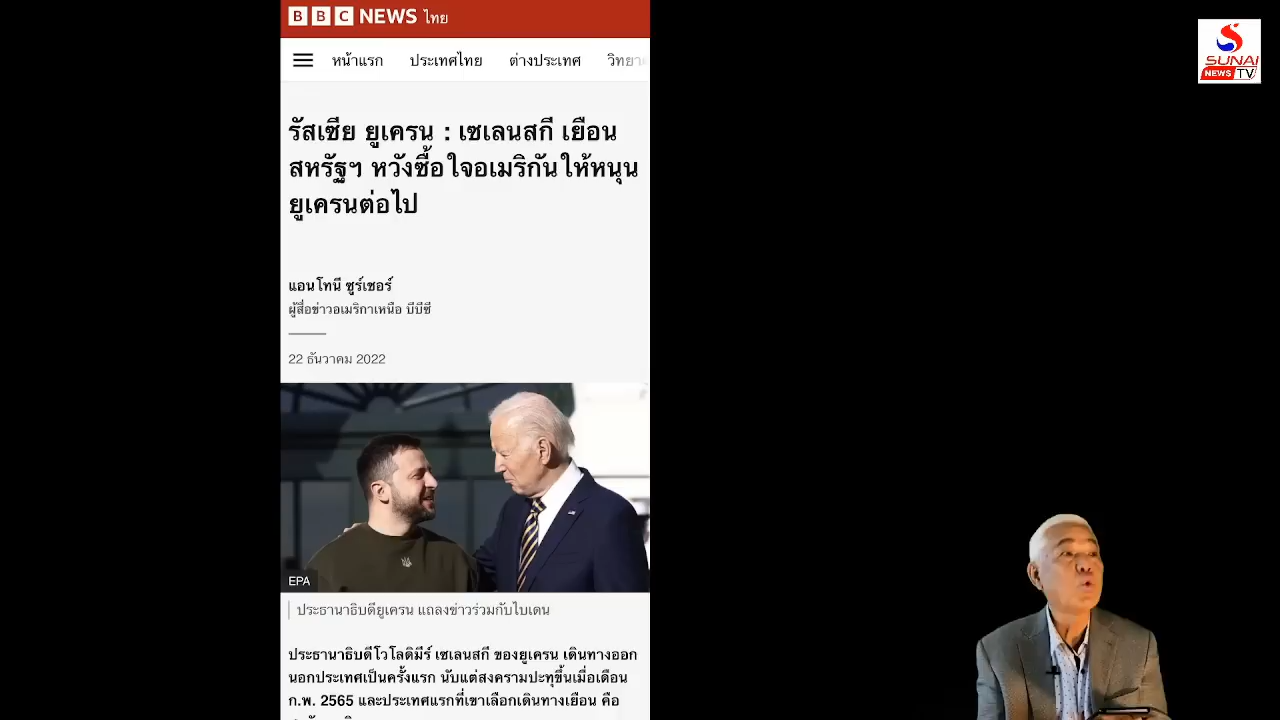 BBC NEWS ไทย
หน้าแรก ประเทศไทย ต่างประเทศ
รัสเซีย ยูเครน : เซเลนสกี เยือน
สหรัฐฯ หวังซื้อใจอเมริกันให้หนุน
ยูเครนต่อไป
แอนโทนี ซูร์เชอร์
ผู้สื่อข่าวอเมริกาเหนือ บีบีซี
22 ธันวาคม 2022
EPA
ประธานาธิบดียูเครน แถลงข่าวร่วมกับไบเดน
ประธานาธิบดีโวโลดิมีร์ เซเลนสกี ของยูเครน เดินทางออก
นอกประเทศเป็นครั้งแรก นับแต่สงครามปะทุขึ้นเมื่อเดือน
ก.พ. 2565 และประเทศแรกที่เขาเลือกเดินทางเยือน คือ
SUNAI
NEWS TV